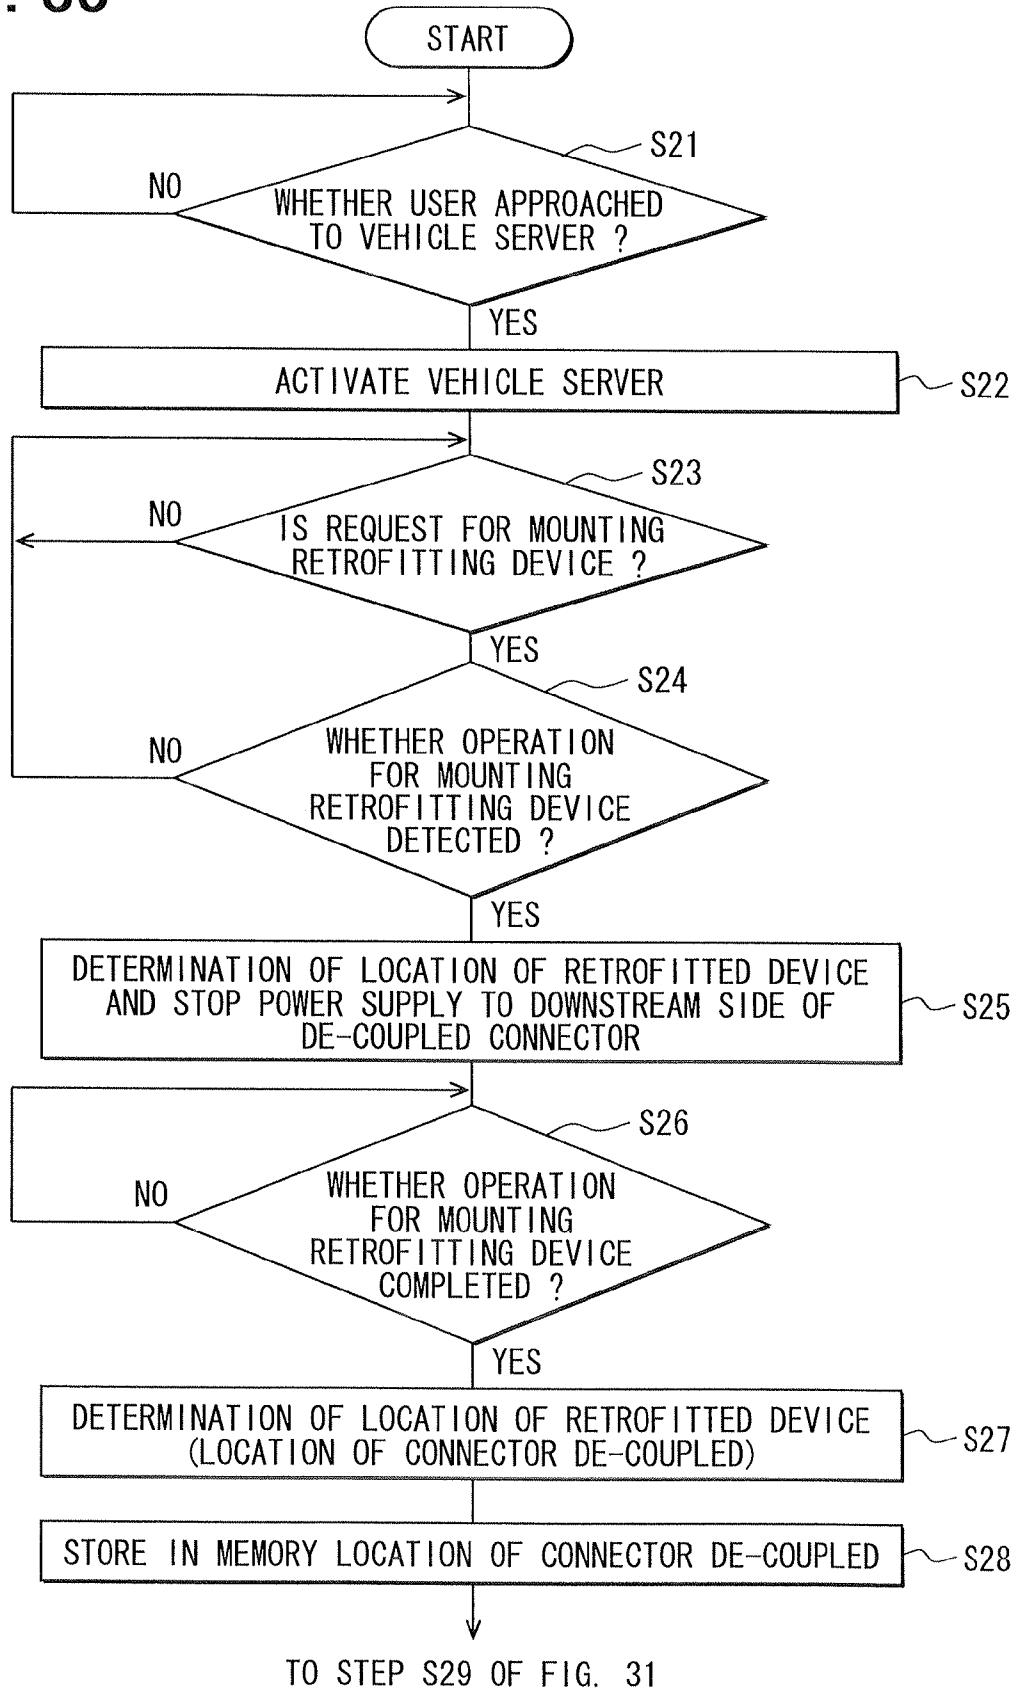 START
S21
NO
WHETHER USER APPROACHED
TO VEHICLE SERVER ?
YES
ACTIVATE VEHICLE SERVER
S22
S23
NO
IS REQUEST FOR MOUNTING
RETROFITTING DEVICE ?
YES
S24
NO
WHETHER OPERATION
FOR MOUNTING
RETROFITTING DEVICE
DETECTED ?
YES
DETERMINATION OF LOCATION OF RETROFITTED DEVICE
AND STOP POWER SUPPLY TO DOWNSTREAM SIDE OF
DE-COUPLED CONNECTOR
S25
S26
NO
WHETHER OPERATION
FOR MOUNTING
RETROFITTING DEVICE
COMPLETED ?
YES
DETERMINATION OF LOCATION OF RETROFITTED DEVICE
(LOCATION OF CONNECTOR DE-COUPLED)
S27
STORE IN MEMORY LOCATION OF CONNECTOR DE-COUPLED
S28
TO STEP S29 OF FIG. 31